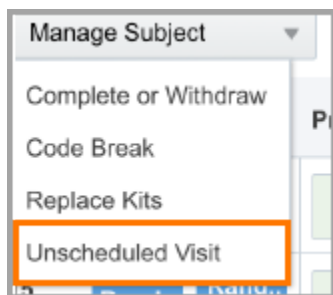 Manage Subject
Complete or Withdraw
Code Break
Replace Kits
Unscheduled Visit